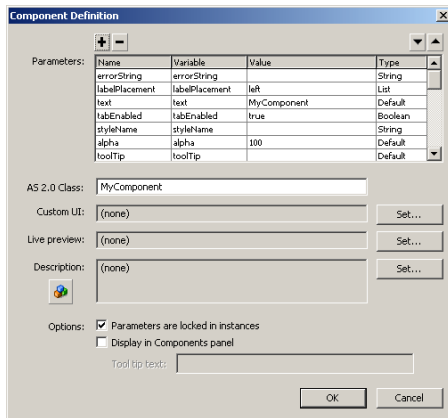 Component Definition
Parameters:
Name Variable Value Type
errorString errorString String
labelPlacement labelPlacement left List
text text MyComponent Default
tabEnabled tabEnabled true Boolean
styleName styleName String
alpha alpha 100 Default
toolTip toolTip Default
AS 2.0 Class: MyComponent
Custom UI: (none) Set...
Live preview: (none) Set...
Description: (none) Set...
Options: Parameters are locked in instances
Display in Components panel
Tool tip text:
OK Cancel